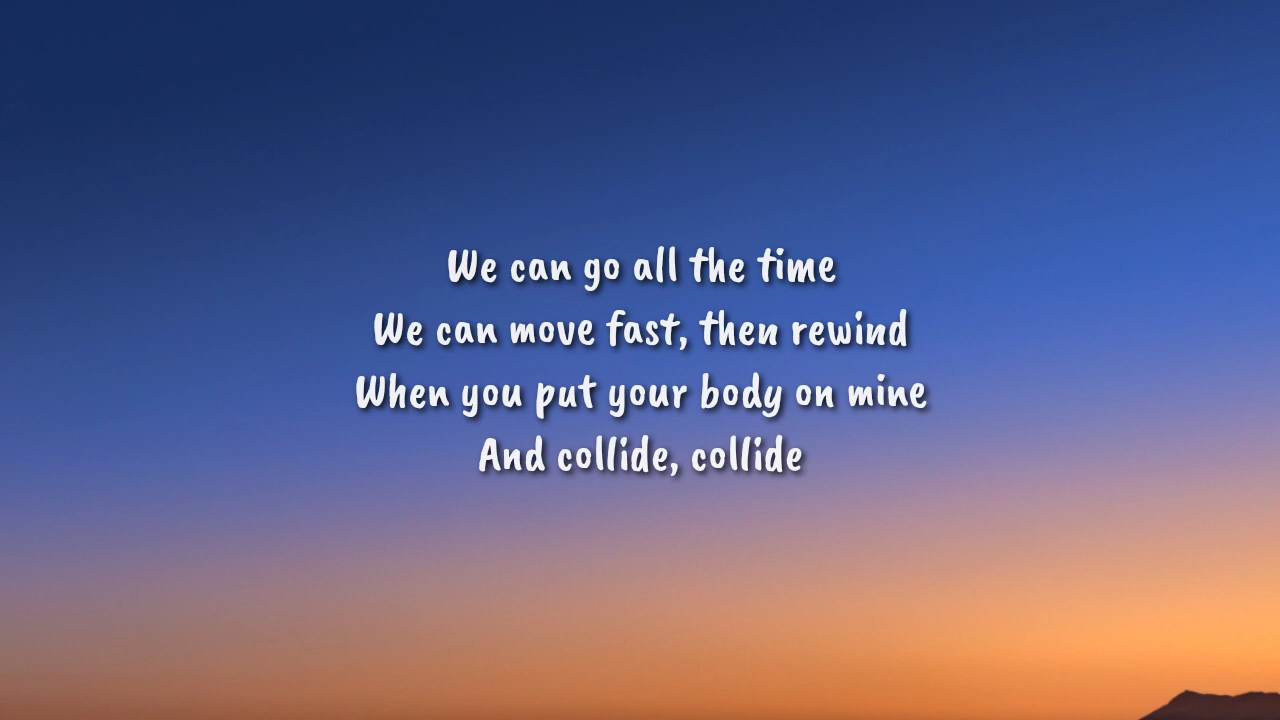 We can go all the time
We can move fast, then rewind
When you put your body on mine
And collide, collide